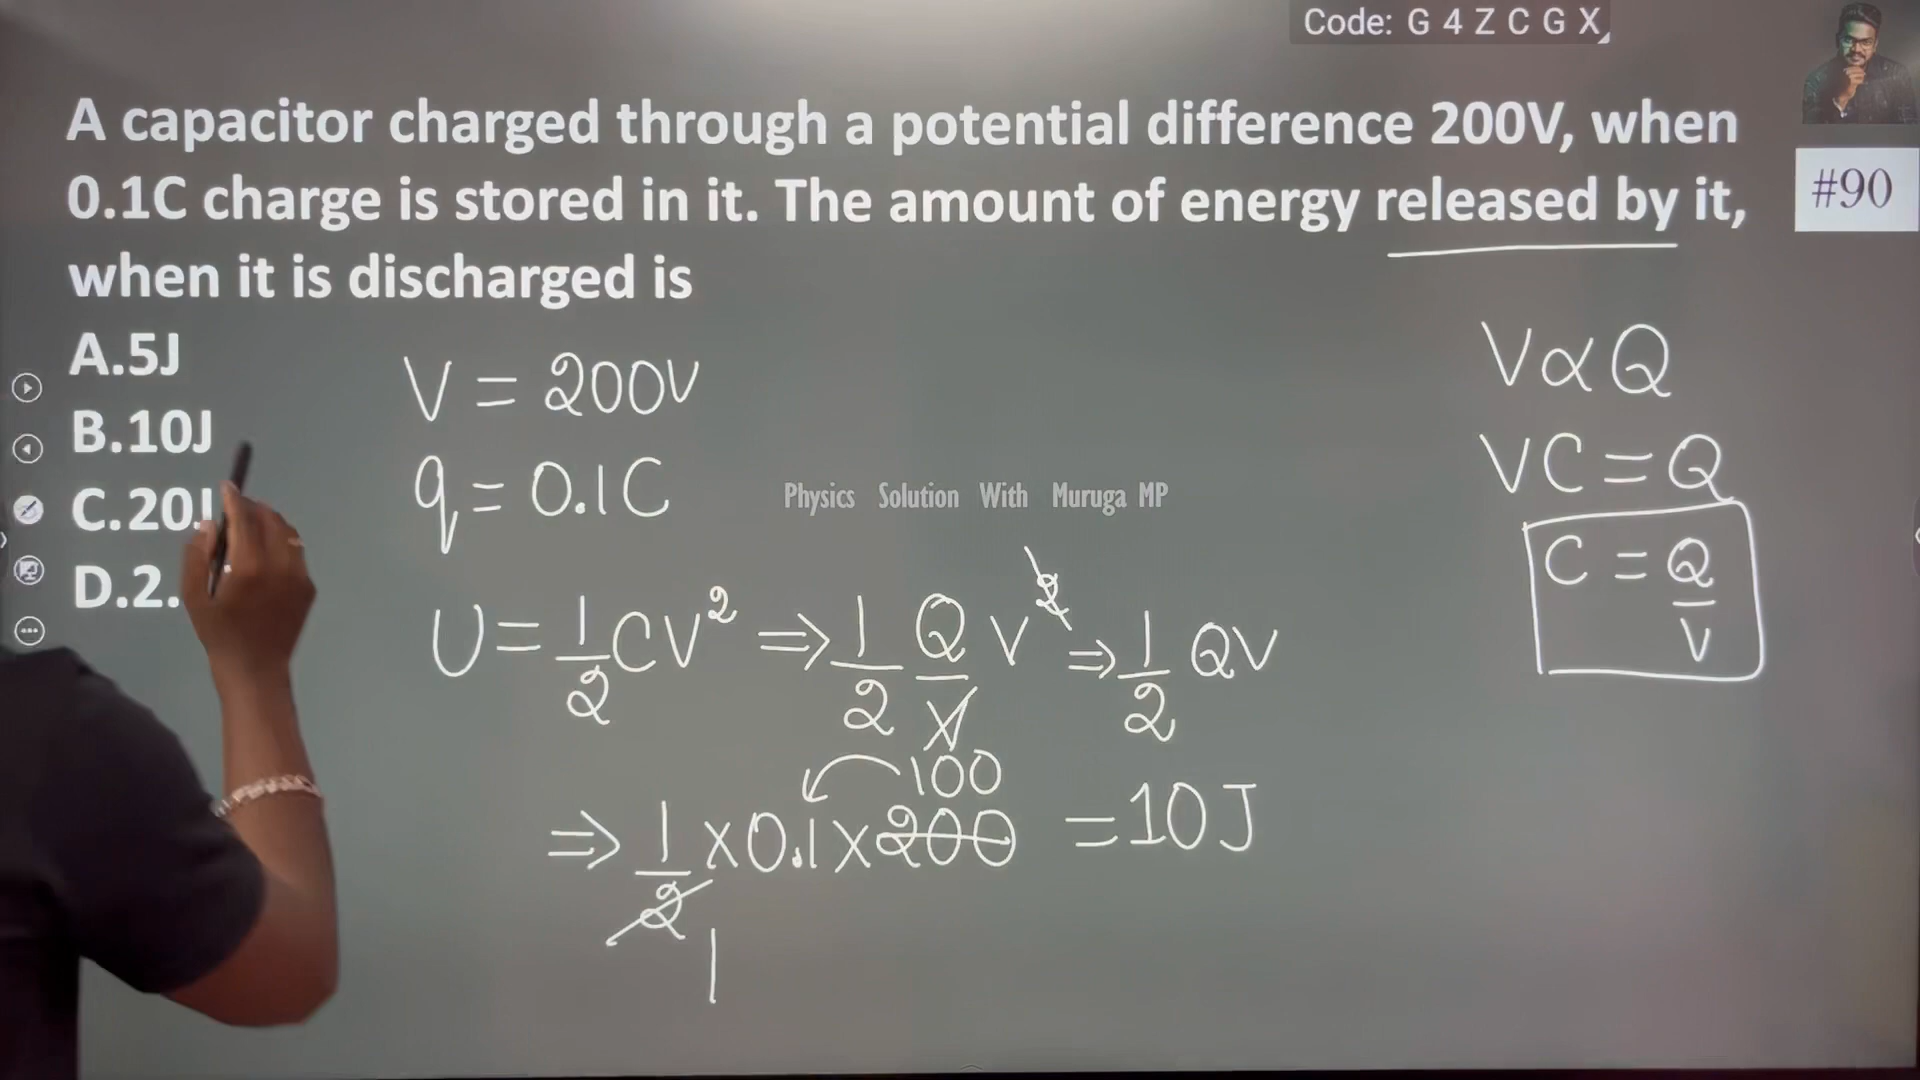 Code: G 4 Z C G X
A capacitor charged through a potential difference 200V, when
0.1C charge is stored in it. The amount of energy released by it,
when it is discharged is
#90
A.5J
B.10J
C.20J
D.2.
V = 200V
q = 0.1C
Physics Solution With Muruga MP
U = 1/2 CV² ⇒ 1/2 Q/V V² ⇒ 1/2 QV
100
⇒ 1/2 × 0.1 × 200 = 10J
1
V ∝ Q
VC = Q
C = Q/V